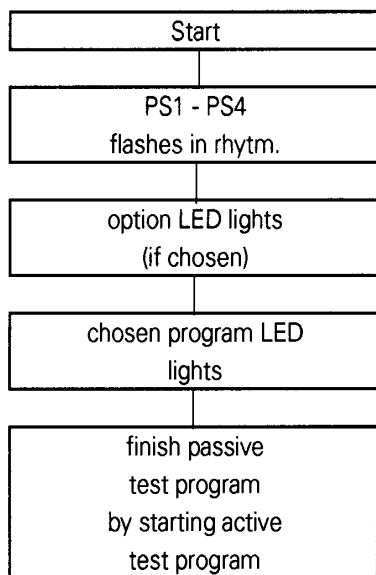 Start
PS1 - PS4
flashes in rhytm.
option LED lights
(if chosen)
chosen program LED
lights
finish passive
test program
by starting active
test program